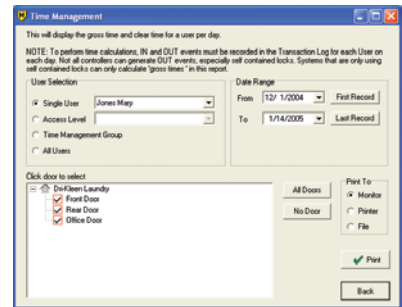 Time Management
This will display the gross time and clear time for a user per day.
NOTE: To perform time calculations, IN and OUT events must be recorded in the Transaction Log for each User on
each day. Not all controllers can generate OUT events, especially self contained locks. Systems that are only using
self contained locks can only calculate 'gross times' in this report.
User Selection
Single User Jones Mary
Access Level
Time Management Group
All Users
Date Range
From 12/ 1/2004 First Record
To 1/14/2005 Last Record
Click door to select
Dri-Kleen Laundry
Front Door
Rear Door
Office Door
All Doors
No Door
Print To
Monitor
Printer
File
Print
Back